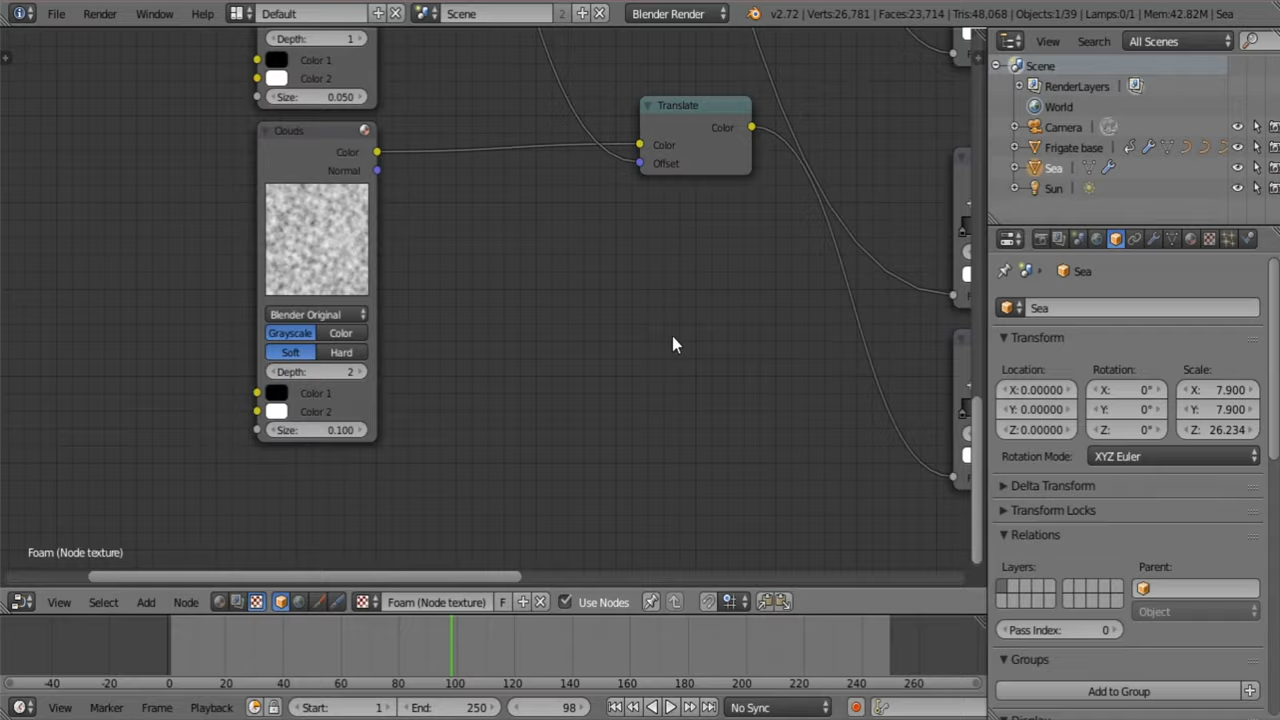 File Render Window Help Default Scene 2 Blender Render v2.72 | Verts:26,781 | Faces:23,714 | Tris:48,068 | Objects:1/39 | Lamps:0/1 | Mem:42.82M | Sea
View Search All Scenes
Scene
RenderLayers
World
Camera
Frigate base
Sea
Sun
Depth: 1
Color 1
Color 2
Size: 0.050
Clouds
Color
Normal
Blender Original
Grayscale Color
Soft Hard
Depth: 2
Color 1
Color 2
Size: 0.100
Translate
Color
Color
Offset
Foam (Node texture)
Sea
Sea
Transform
Location: Rotation: Scale:
X: 0.00000 X: 0° X: 7.900
Y: 0.00000 Y: 0° Y: 7.900
Z: 0.00000 Z: 0° Z: 26.234
Rotation Mode: XYZ Euler
Delta Transform
Transform Locks
Relations
Layers: Parent:
Object
Pass Index: 0
Groups
Add to Group
View Select Add Node Foam (Node texture) F Use Nodes
-40 -20 0 20 40 60 80 100 120 140 160 180 200 220 240 260
View Marker Frame Playback Start: 1 End: 250 98 No Sync